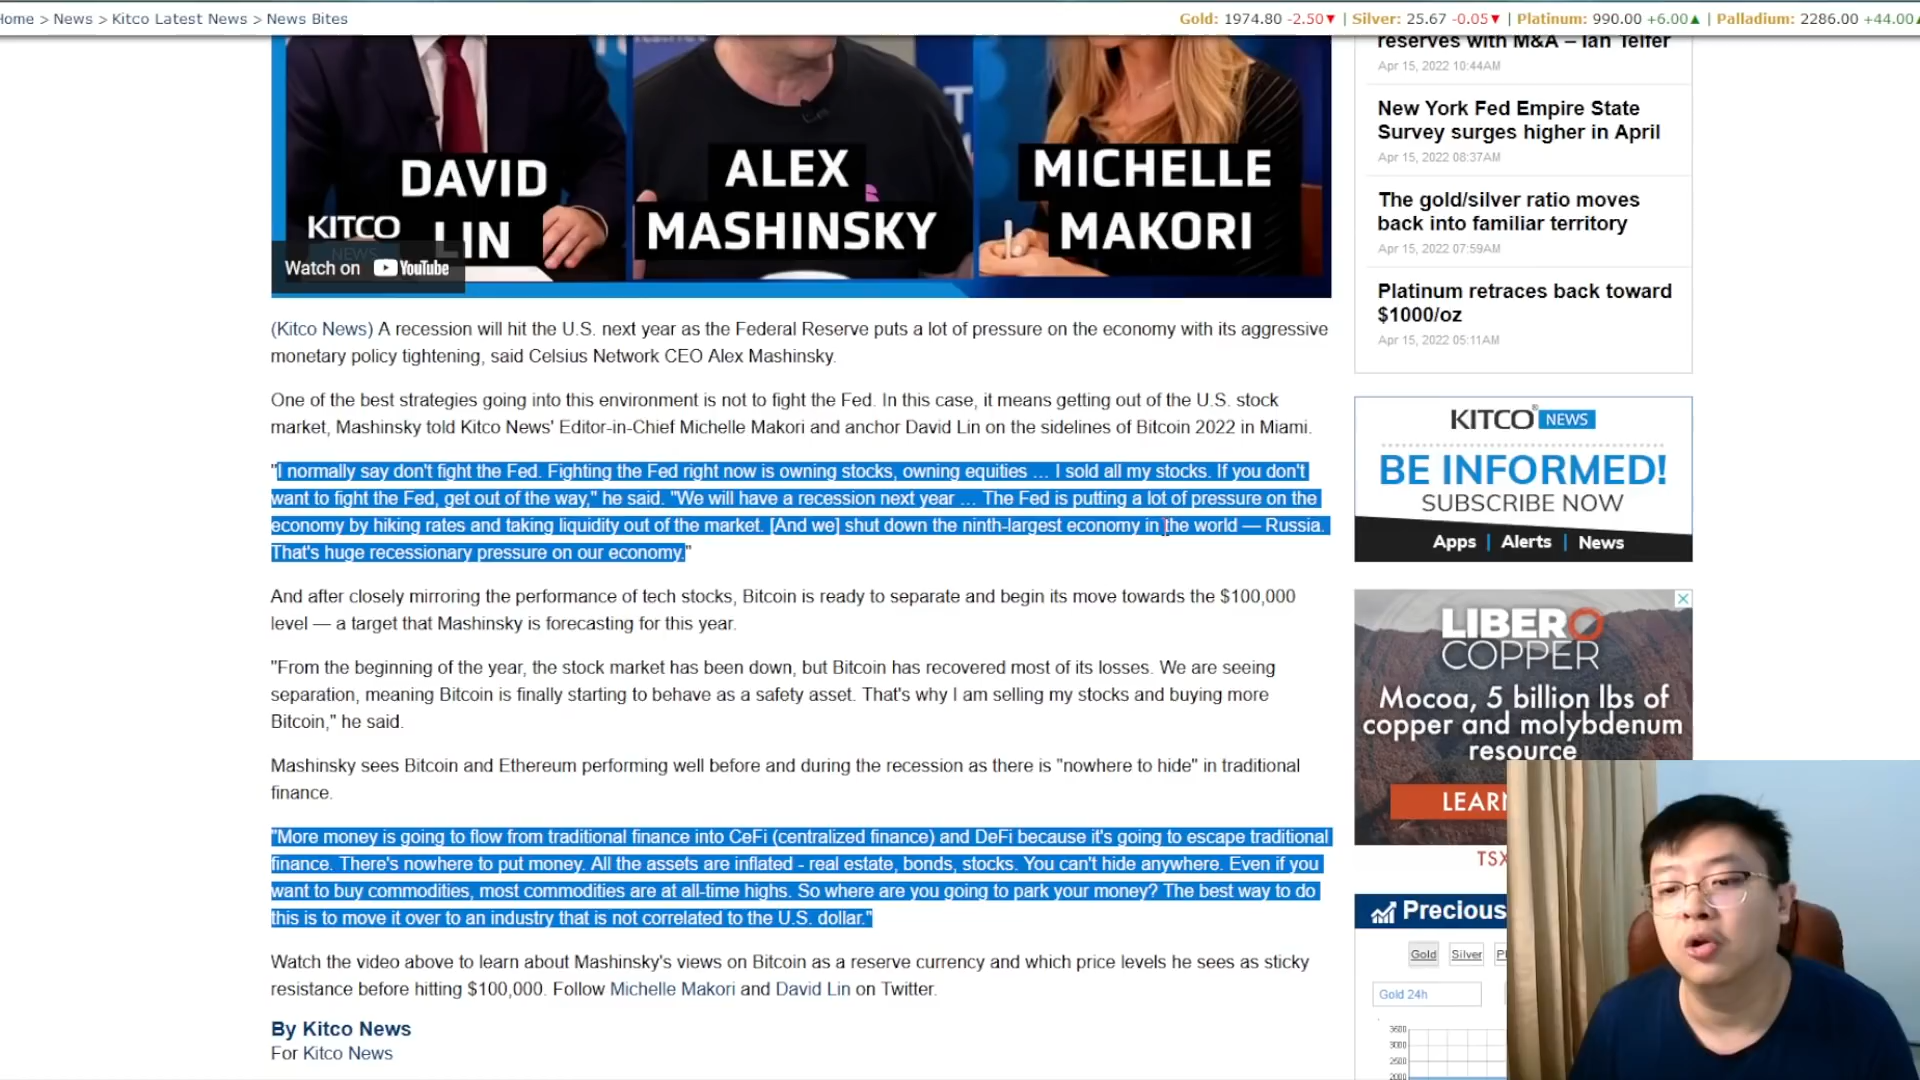 Home > News > Kitco Latest News > News Bites
Gold: 1974.80 -2.50▼ | Silver: 25.67 -0.05▼ | Platinum: 990.00 +6.00▲ | Palladium: 2286.00 +44.00▲
DAVID
LIN
KITCO
NEWS
Watch on YouTube
ALEX
MASHINSKY
MICHELLE
MAKORI
(Kitco News) A recession will hit the U.S. next year as the Federal Reserve puts a lot of pressure on the economy with its aggressive
monetary policy tightening, said Celsius Network CEO Alex Mashinsky.
One of the best strategies going into this environment is not to fight the Fed. In this case, it means getting out of the U.S. stock
market, Mashinsky told Kitco News' Editor-in-Chief Michelle Makori and anchor David Lin on the sidelines of Bitcoin 2022 in Miami.
"I normally say don't fight the Fed. Fighting the Fed right now is owning stocks, owning equities … I sold all my stocks. If you don't
want to fight the Fed, get out of the way," he said. "We will have a recession next year … The Fed is putting a lot of pressure on the
economy by hiking rates and taking liquidity out of the market. [And we] shut down the ninth-largest economy in the world — Russia.
That's huge recessionary pressure on our economy."
And after closely mirroring the performance of tech stocks, Bitcoin is ready to separate and begin its move towards the $100,000
level — a target that Mashinsky is forecasting for this year.
"From the beginning of the year, the stock market has been down, but Bitcoin has recovered most of its losses. We are seeing
separation, meaning Bitcoin is finally starting to behave as a safety asset. That's why I am selling my stocks and buying more
Bitcoin," he said.
Mashinsky sees Bitcoin and Ethereum performing well before and during the recession as there is "nowhere to hide" in traditional
finance.
"More money is going to flow from traditional finance into CeFi (centralized finance) and DeFi because it's going to escape traditional
finance. There's nowhere to put money. All the assets are inflated - real estate, bonds, stocks. You can't hide anywhere. Even if you
want to buy commodities, most commodities are at all-time highs. So where are you going to park your money? The best way to do
this is to move it over to an industry that is not correlated to the U.S. dollar."
Watch the video above to learn about Mashinsky's views on Bitcoin as a reserve currency and which price levels he sees as sticky
resistance before hitting $100,000. Follow Michelle Makori and David Lin on Twitter.
By Kitco News
For Kitco News
reserves with M&A – Ian Telfer
Apr 15, 2022 10:44AM
New York Fed Empire State
Survey surges higher in April
Apr 15, 2022 08:37AM
The gold/silver ratio moves
back into familiar territory
Apr 15, 2022 07:59AM
Platinum retraces back toward
$1000/oz
Apr 15, 2022 05:11AM
KITCO NEWS
BE INFORMED!
SUBSCRIBE NOW
Apps | Alerts | News
LIBERO
COPPER
Mocoa, 5 billion lbs of
copper and molybdenum
resource
LEAR
TSX
Precious
Gold Silver
Gold 24h
3500
3000
2500
2000